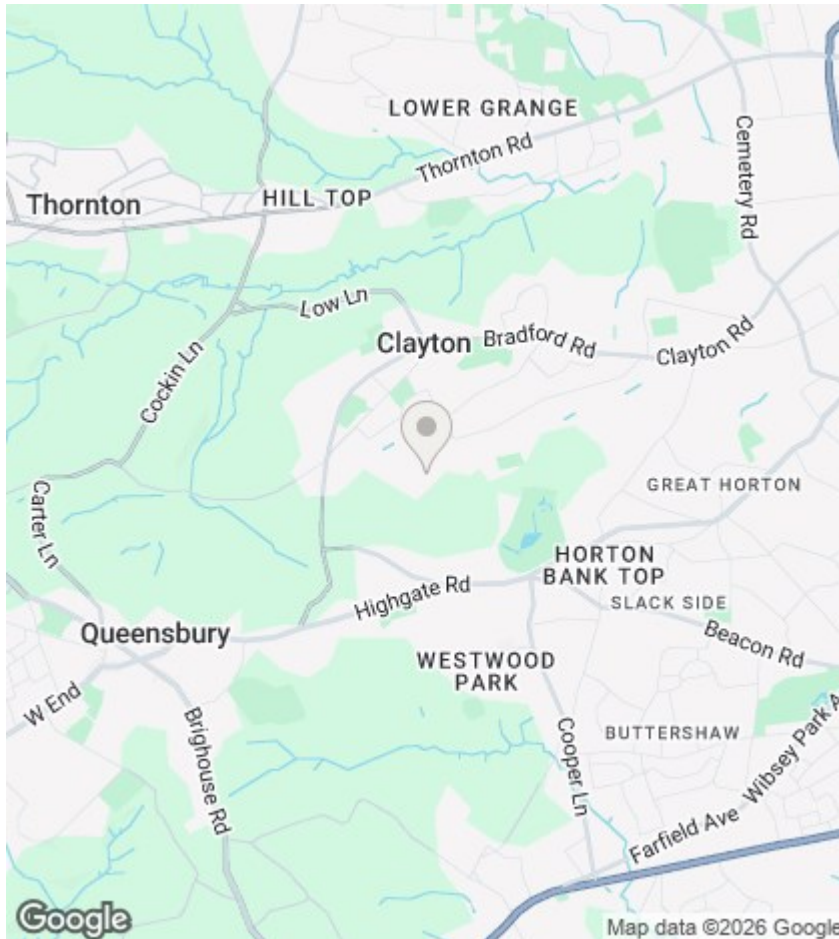 LOWER GRANGE
Thornton Rd
Cemetery Rd
Thornton
HILL TOP
Low Ln
Clayton
Bradford Rd
Clayton Rd
Cockin Ln
Carter Ln
GREAT HORTON
HORTON
BANK TOP
Highgate Rd
SLACK SIDE
Queensbury
Beacon Rd
WESTWOOD
PARK
W End
Brighouse Rd
Cooper Ln
BUTTERSHAW
Wibsey Park A
Farfield Ave
Google
Map data ©2026 Google